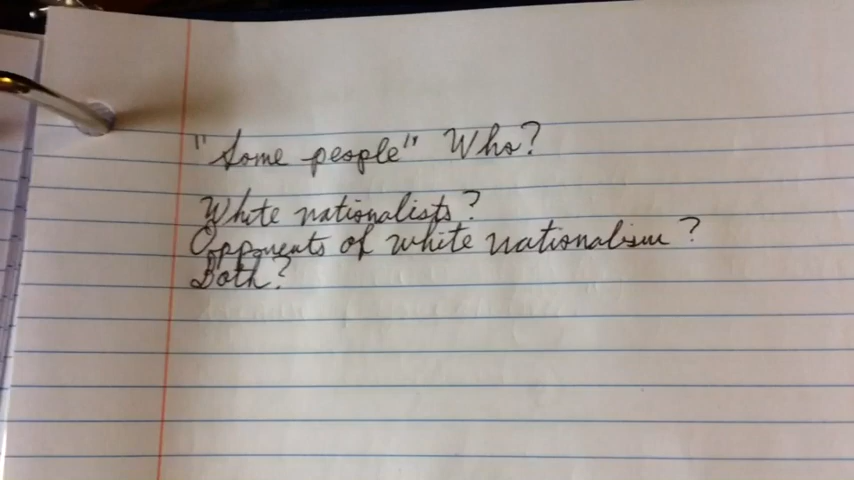 "Some people" Who?
White nationalists?
Opponents of white nationalism?
Both?